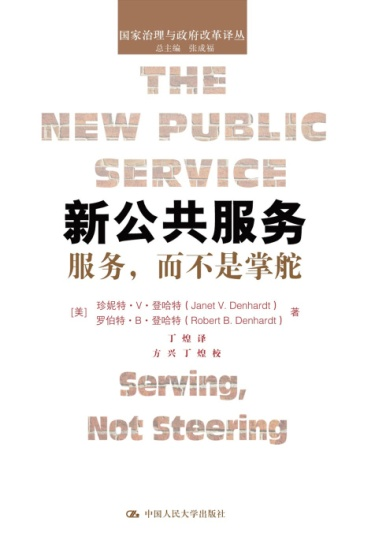 国家治理与政府改革译丛
总主编 张成福
THE
NEW PUBLIC
SERVICE
新公共服务
服务，而不是掌舵
[美] 珍妮特·V·登哈特（Janet V. Denhardt）
罗伯特·B·登哈特（Robert B. Denhardt） 著
丁煌 译
方兴 丁煌 校
Serving,
Not Steering
中国人民大学出版社